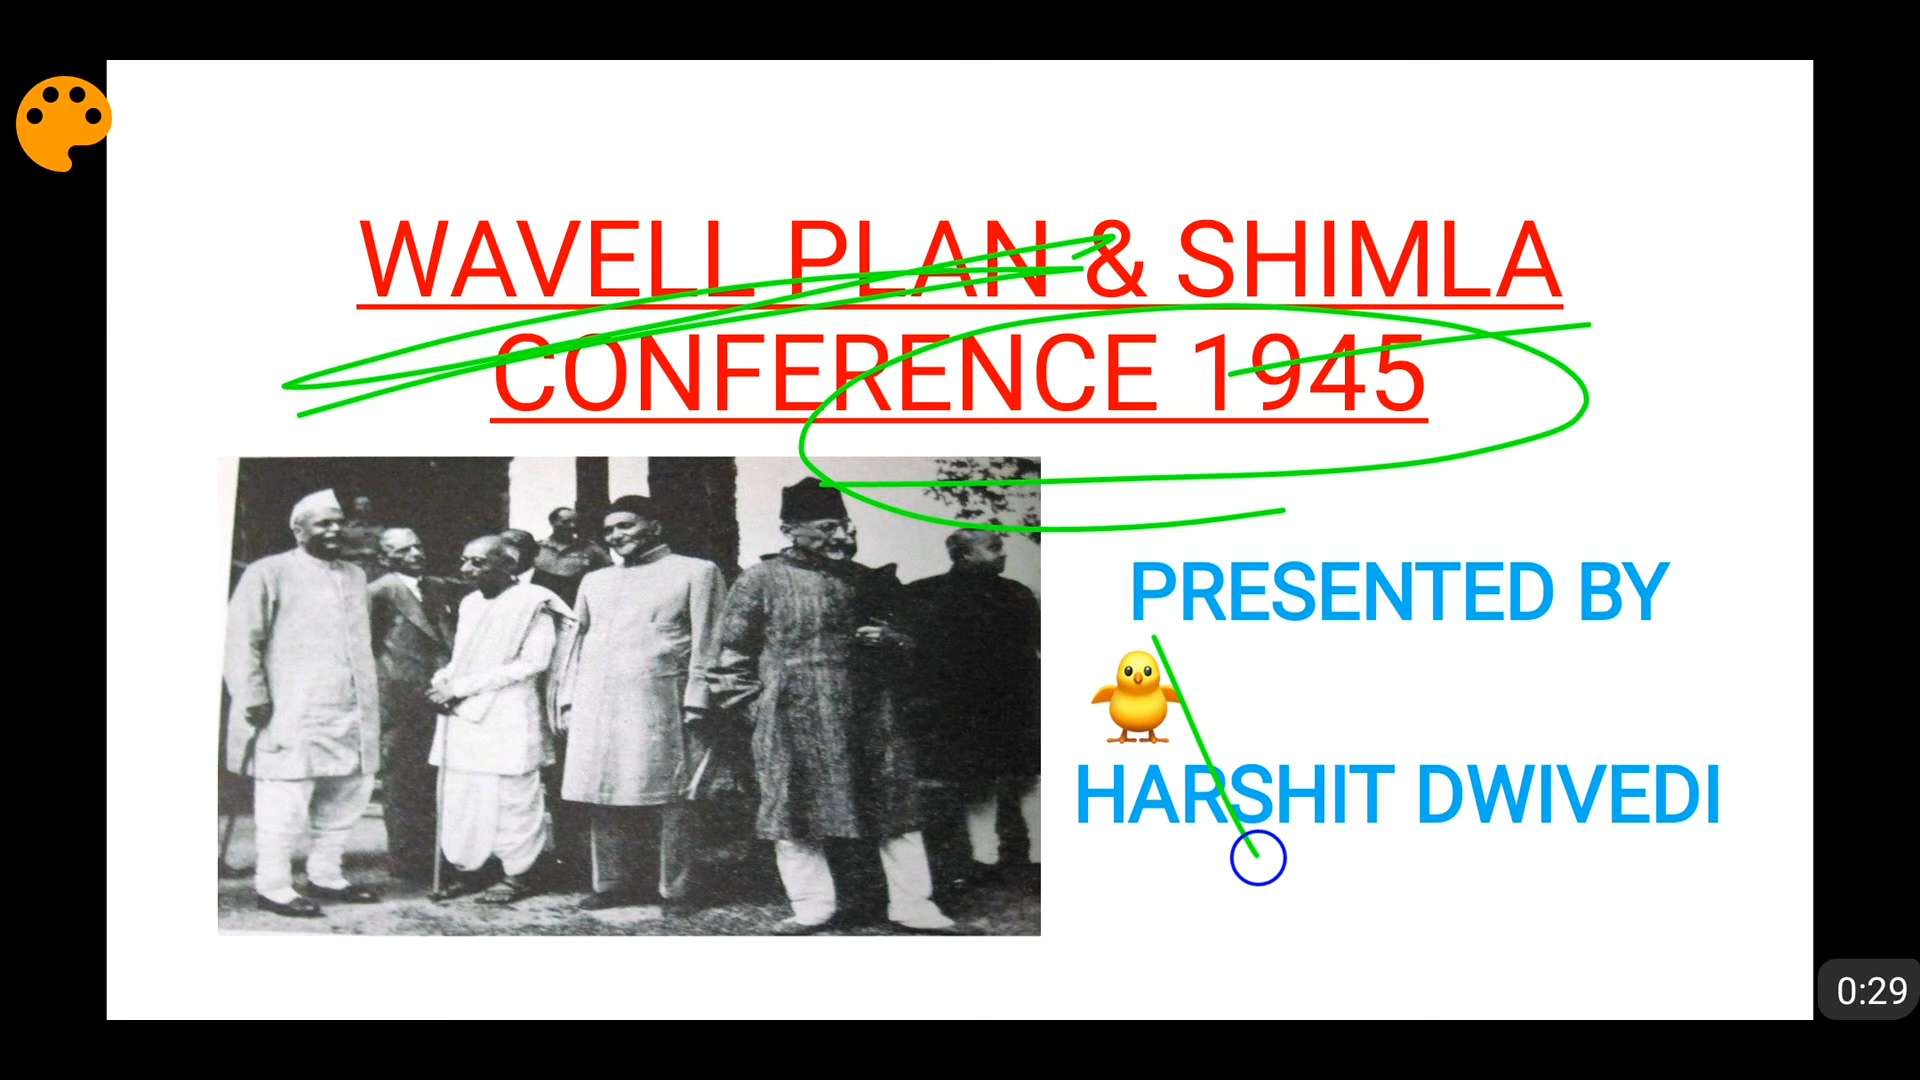 WAVELL PLAN & SHIMLA
CONFERENCE 1945
PRESENTED BY
HARSHIT DWIVEDI
0:29